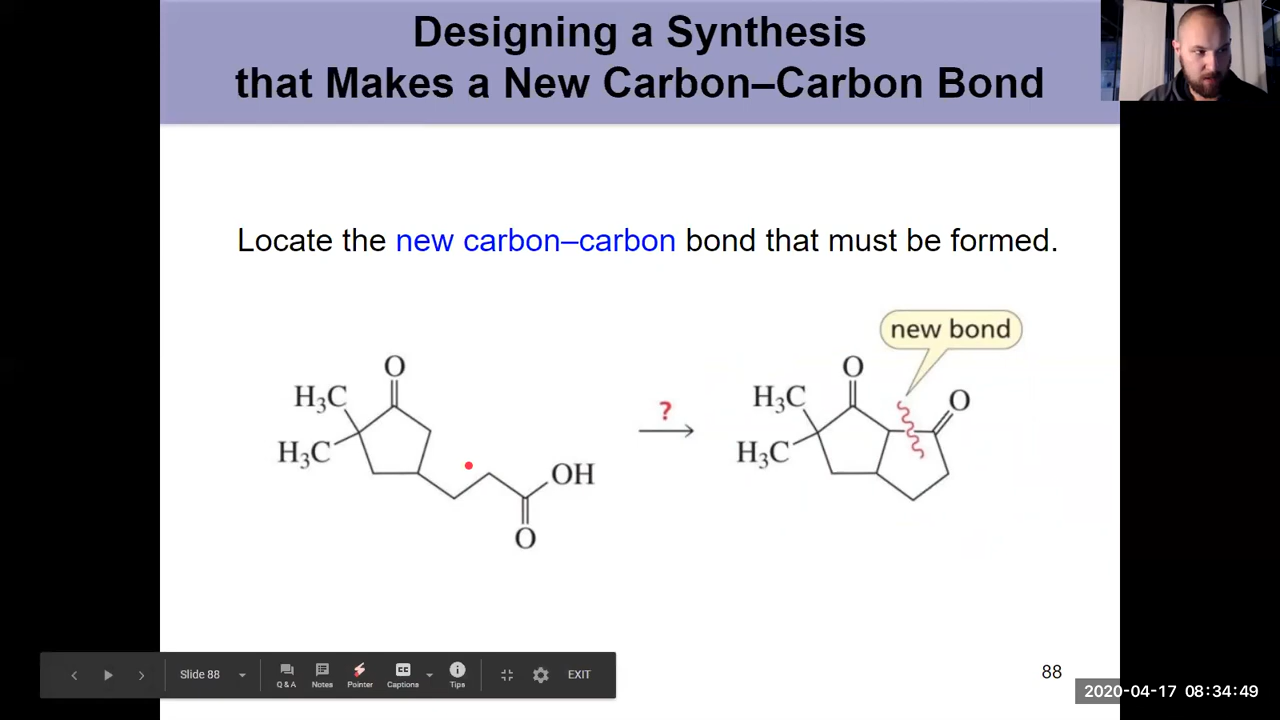 Designing a Synthesis
that Makes a New Carbon–Carbon Bond
Locate the new carbon–carbon bond that must be formed.
O
H₃C
H₃C
OH
O
?
new bond
O
O
H₃C
H₃C
Slide 88
Q & A
Notes
Pointer
CC
Captions
Tips
EXIT
88
2020-04-17 08:34:49